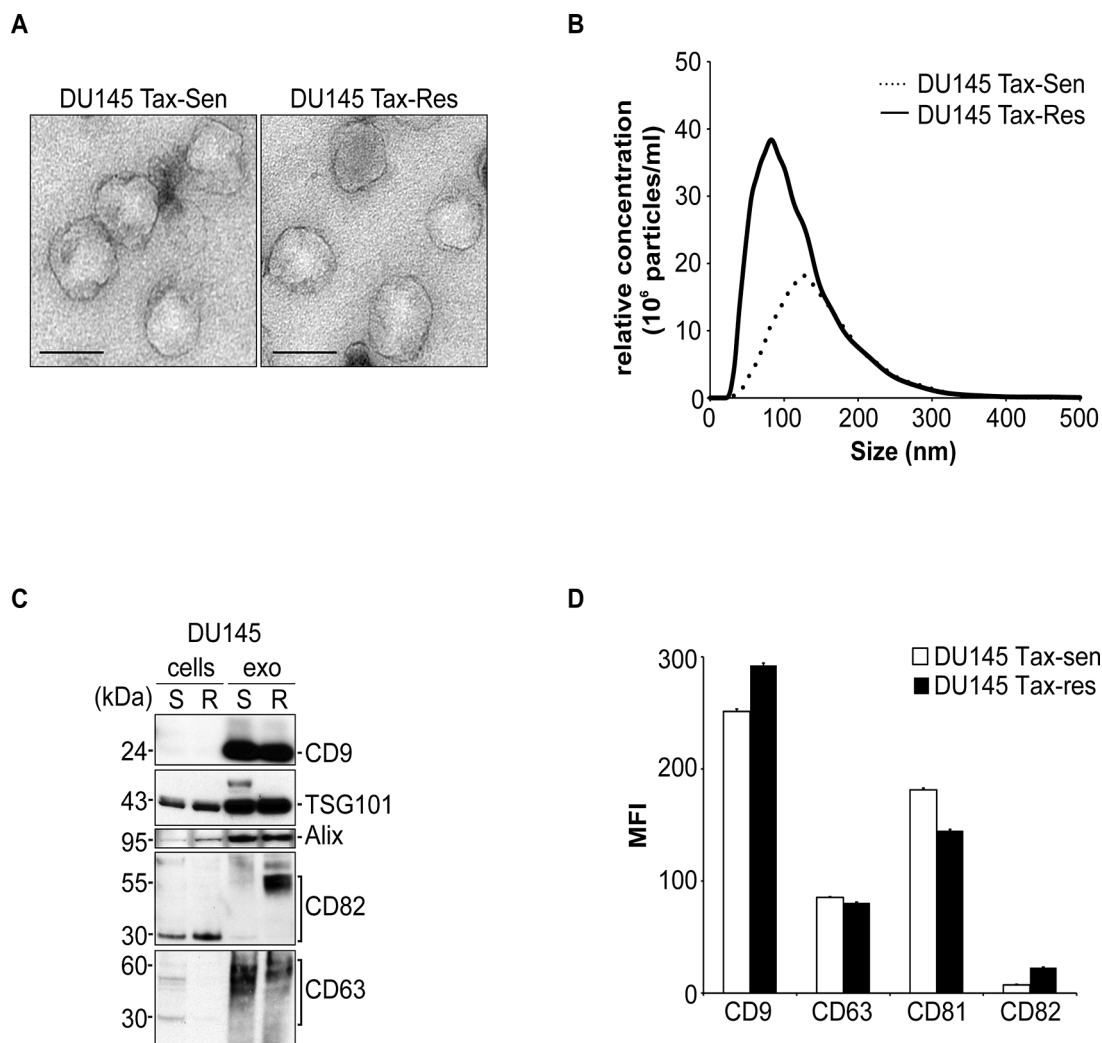 A
DU145 Tax-Sen
DU145 Tax-Res
B
50
40
30
20
10
0
relative concentration
(10⁶ particles/ml)
DU145 Tax-Sen
DU145 Tax-Res
0 100 200 300 400 500
Size (nm)
C
DU145
cells exo
(kDa) S R S R
24- -CD9
43- -TSG101
95- -Alix
55-
CD82
30-
60-
CD63
30-
D
300
200
100
0
MFI
DU145 Tax-sen
DU145 Tax-res
CD9 CD63 CD81 CD82